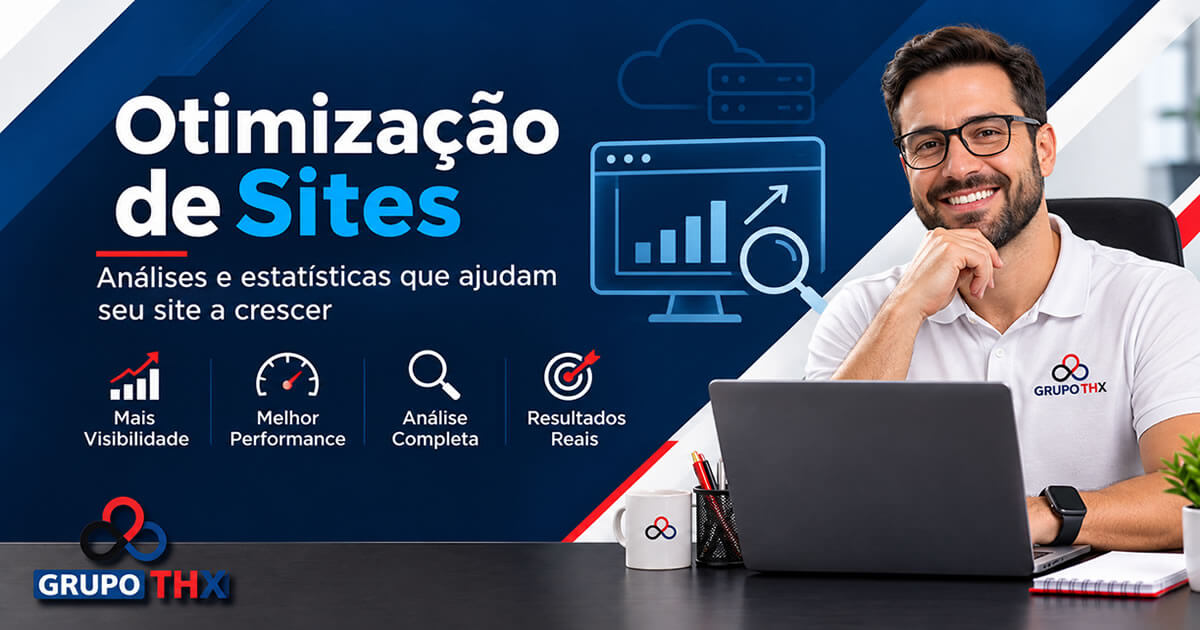 Otimização
de Sites
Análises e estatísticas que ajudam
seu site a crescer
Mais
Visibilidade
Melhor
Performance
Análise
Completa
Resultados
Reais
GRUPO THX
GRUPO THX